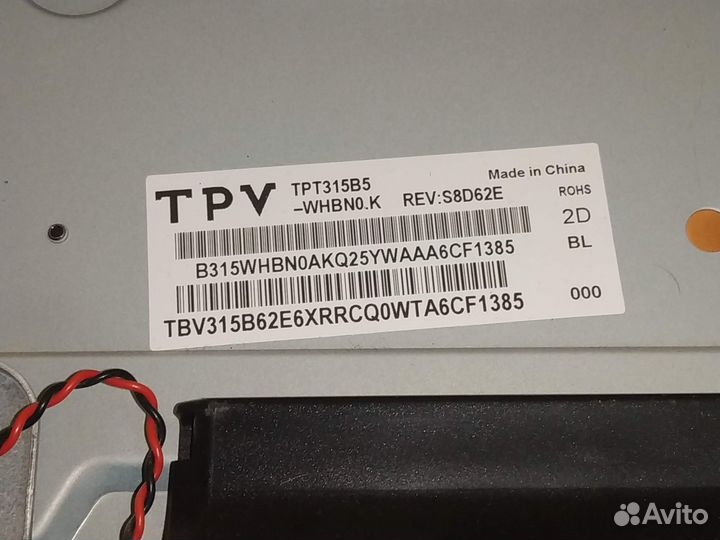 TPV
TPT315B5
-WHBN0.K REV:S8D62E
Made in China
ROHS
2D
BL
B315WHBN0AKQ25YWAAA6CF1385
TBV315B62E6XRRCQ0WTA6CF1385
000
Avito